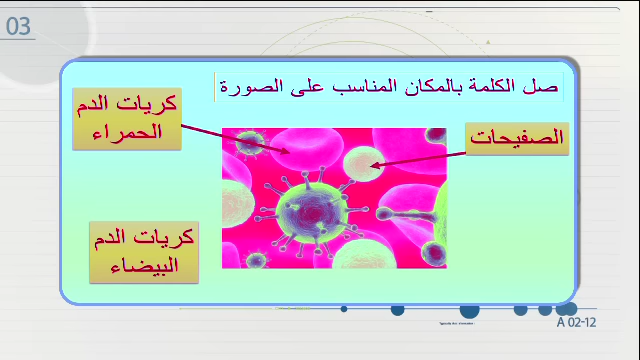 03
صل الكلمة بالمكان المناسب على الصورة
كريات الدم
الحمراء
الصفيحات
كريات الدم
البيضاء
A 02-12